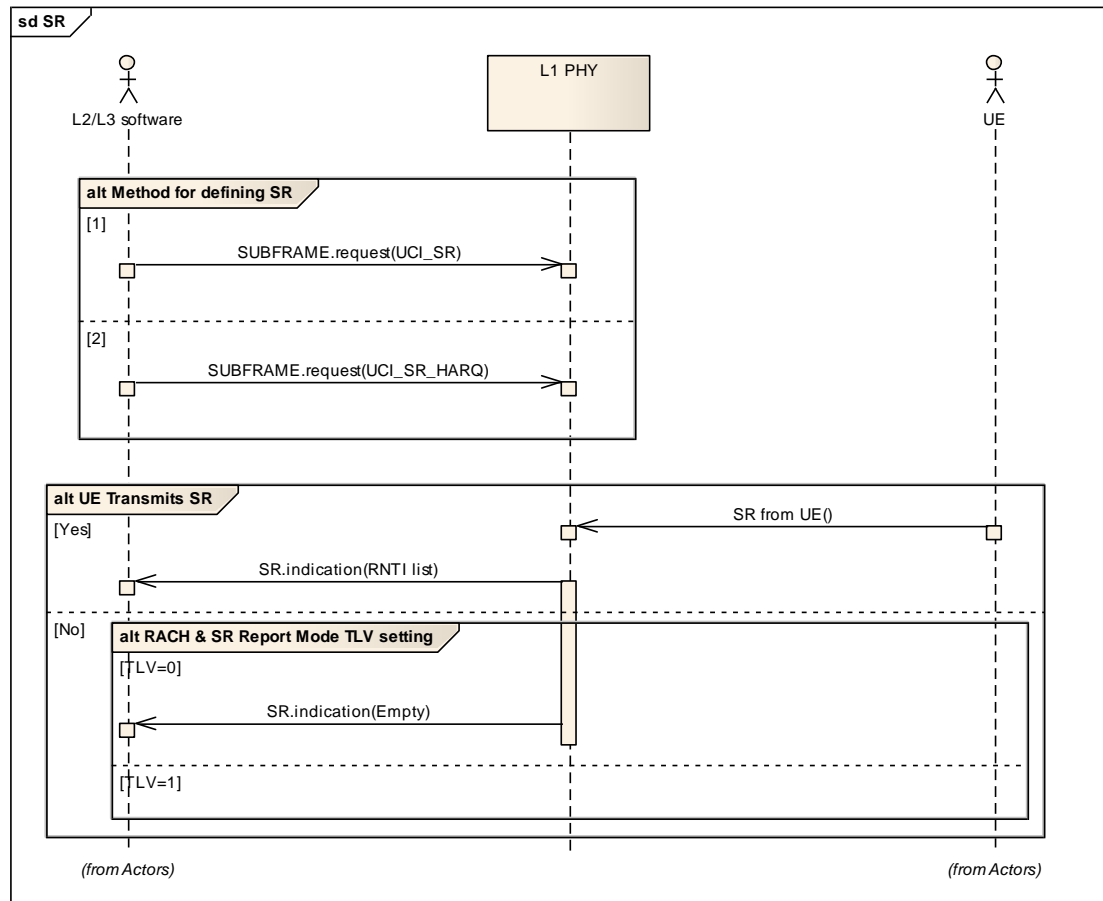 sd SR
L2/L3 software
L1 PHY
UE
alt Method for defining SR
[1]
SUBFRAME.request(UCI_SR)
[2]
SUBFRAME.request(UCI_SR_HARQ)
alt UE Transmits SR
[Yes]
SR from UE()
SR.indication(RNTI list)
[No]
alt RACH & SR Report Mode TLV setting
[TLV=0]
SR.indication(Empty)
[TLV=1]
(from Actors)
(from Actors)